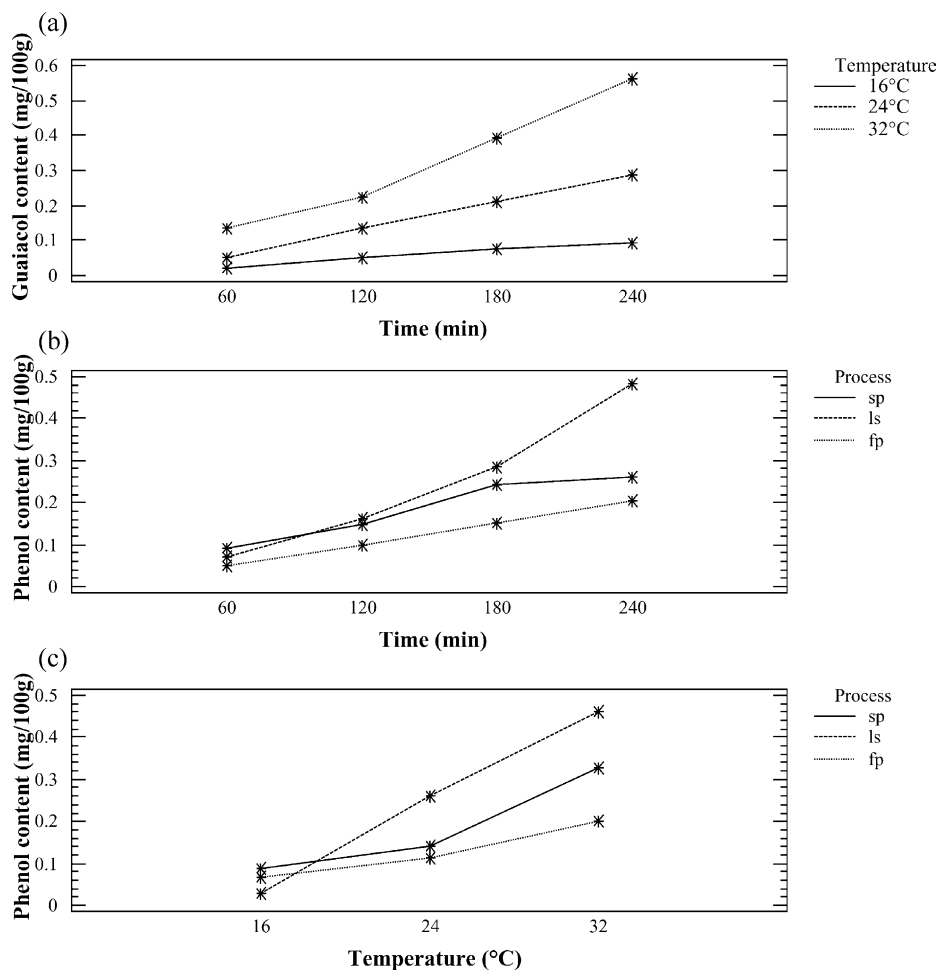 (a)
Guaiacol content (mg/100g)
0.6
0.5
0.4
0.3
0.2
0.1
0
60 120 180 240
Time (min)
Temperature
16°C
24°C
32°C
(b)
Phenol content (mg/100g)
0.5
0.4
0.3
0.2
0.1
0
60 120 180 240
Time (min)
Process
sp
ls
fp
(c)
Phenol content (mg/100g)
0.5
0.4
0.3
0.2
0.1
0
16 24 32
Temperature (°C)
Process
sp
ls
fp